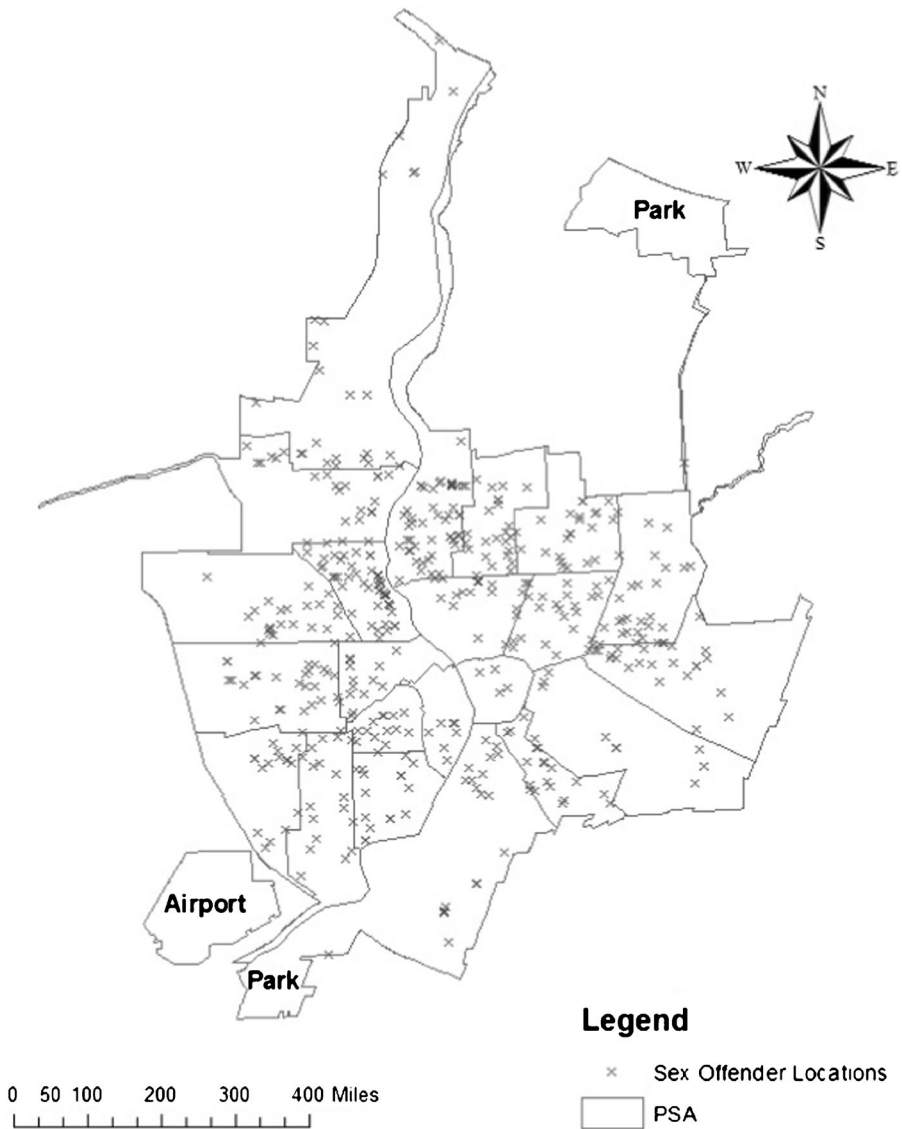 N
W E
S
Park
Airport
Park
Legend
Sex Offender Locations
PSA
0 50 100 200 300 400 Miles